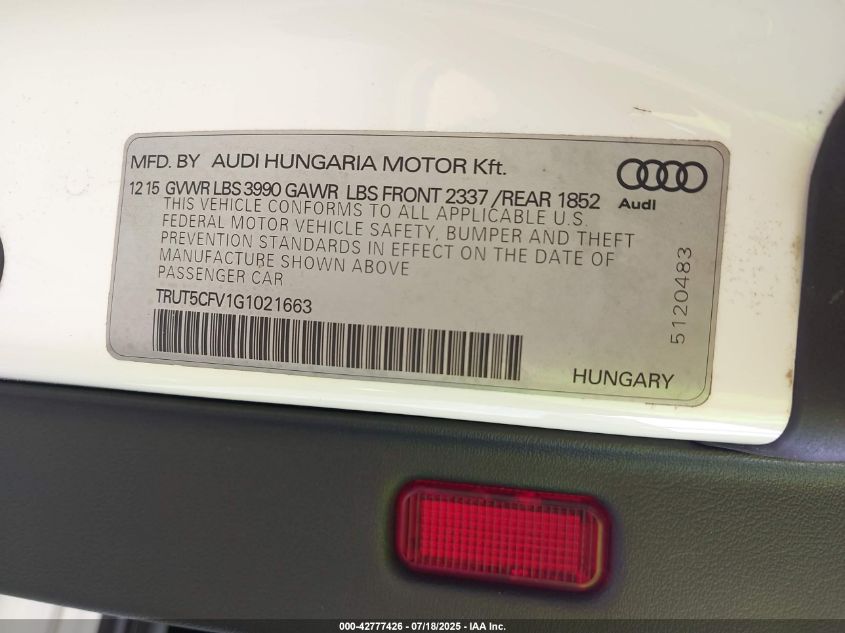 MFD. BY AUDI HUNGARIA MOTOR Kft.
12 15 GVWR LBS 3990 GAWR LBS FRONT 2337 / REAR 1852
Audi
THIS VEHICLE CONFORMS TO ALL APPLICABLE U.S.
FEDERAL MOTOR VEHICLE SAFETY, BUMPER AND THEFT
PREVENTION STANDARDS IN EFFECT ON THE DATE OF
MANUFACTURE SHOWN ABOVE
PASSENGER CAR
TRUT5CFV1G1021663
5120483
HUNGARY
000-42777426 - 07/18/2025 - IAA Inc.